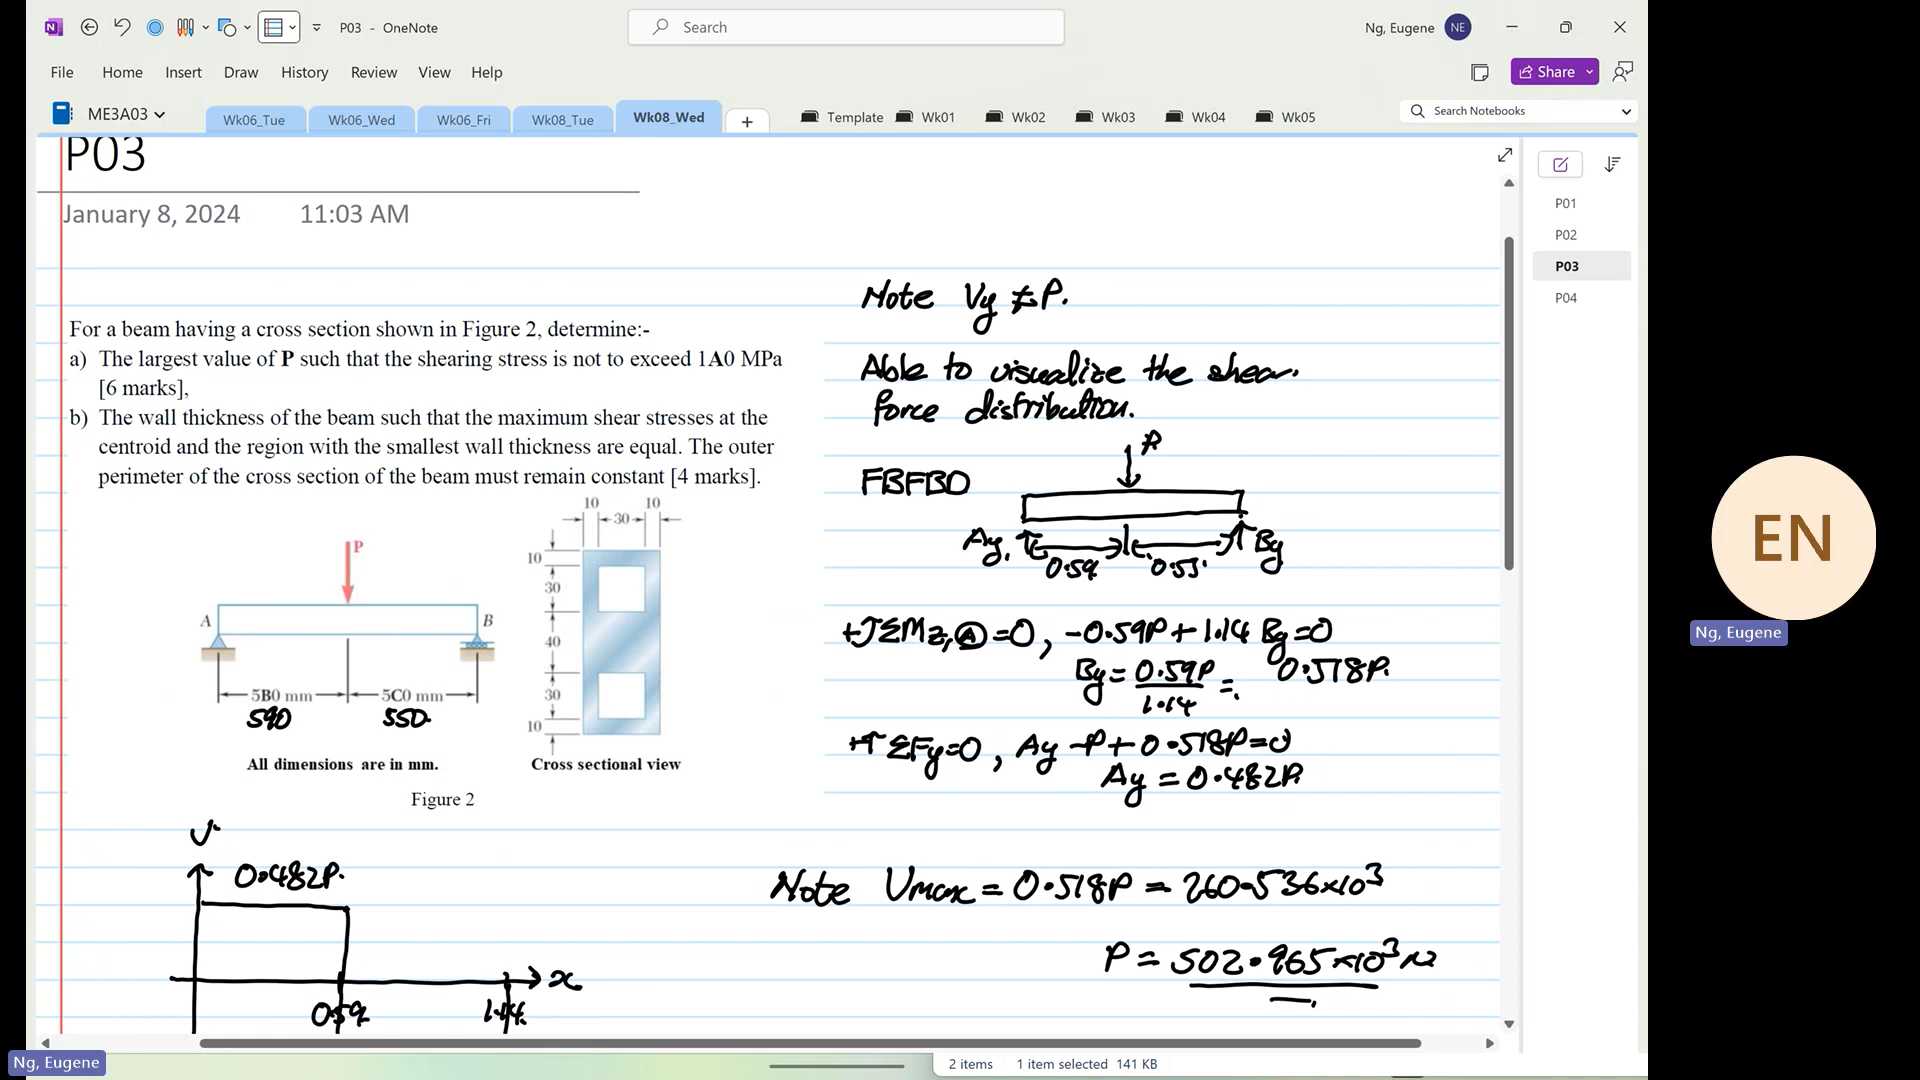 P03 - OneNote
Search
Ng, Eugene
NE
File Home Insert Draw History Review View Help
Share
ME3A03
Wk06_Tue Wk06_Wed Wk06_Fri Wk08_Tue Wk08_Wed
Template Wk01 Wk02 Wk03 Wk04 Wk05
Search Notebooks
P01
P02
P03
P04
P03
January 8, 2024 11:03 AM
For a beam having a cross section shown in Figure 2, determine:-
a) The largest value of P such that the shearing stress is not to exceed 1A0 MPa
[6 marks],
b) The wall thickness of the beam such that the maximum shear stresses at the
centroid and the region with the smallest wall thickness are equal. The outer
perimeter of the cross section of the beam must remain constant [4 marks].
P
A
B
5B0 mm
5C0 mm
590
550.
10 10
30
10
30
40
30
10
All dimensions are in mm.
Cross sectional view
Figure 2
V
0.482P.
x
0.59
1.14.
Note Vy ≠ P.
Able to visualize the shear.
force distribution.
P
FBFBD
Ay By
0.59 0.55
+↺ΣMz,Ⓐ=0, -0.59P+1.14 By=0
By = 0.59P/1.14 = 0.518P.
+↑ΣFy=0, Ay -P+0.518P=0
Ay = 0.482P.
Note Vmax = 0.518P = 260.536×10³
P = 502.965×10³ N
EN
Ng, Eugene
Ng, Eugene
2 items 1 item selected 141 KB